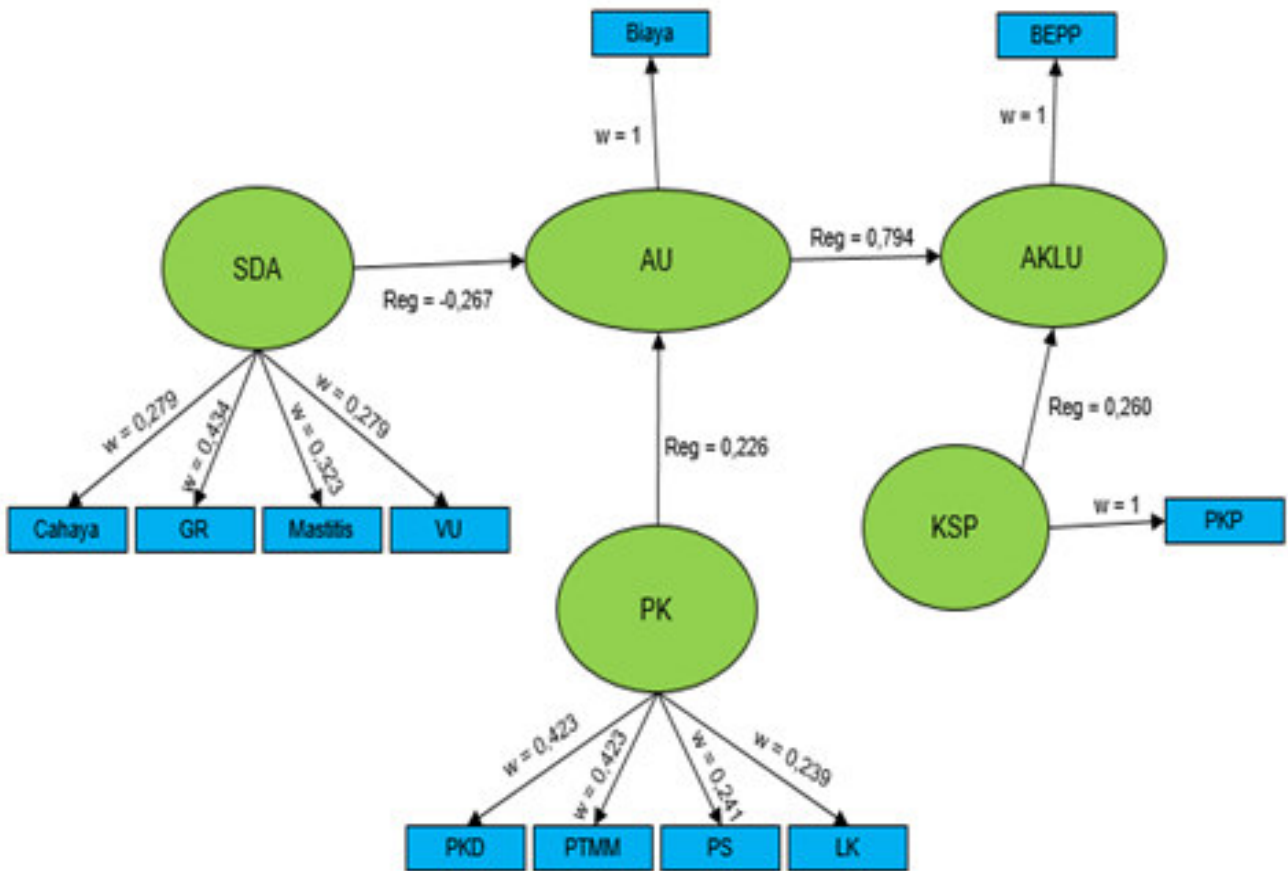 Biaya
BEPP
w = 1
w = 1
SDA
AU
AKLU
Reg = 0,794
Reg = -0,267
w = 0,279
w = 0,434
w = 0,323
w = 0,279
Reg = 0,226
Reg = 0,260
Cahaya
GR
Mastitis
VU
KSP
w = 1
PKP
PK
w = 0,423
w = 0,423
w = 0,241
w = 0,239
PKD
PTMM
PS
LK